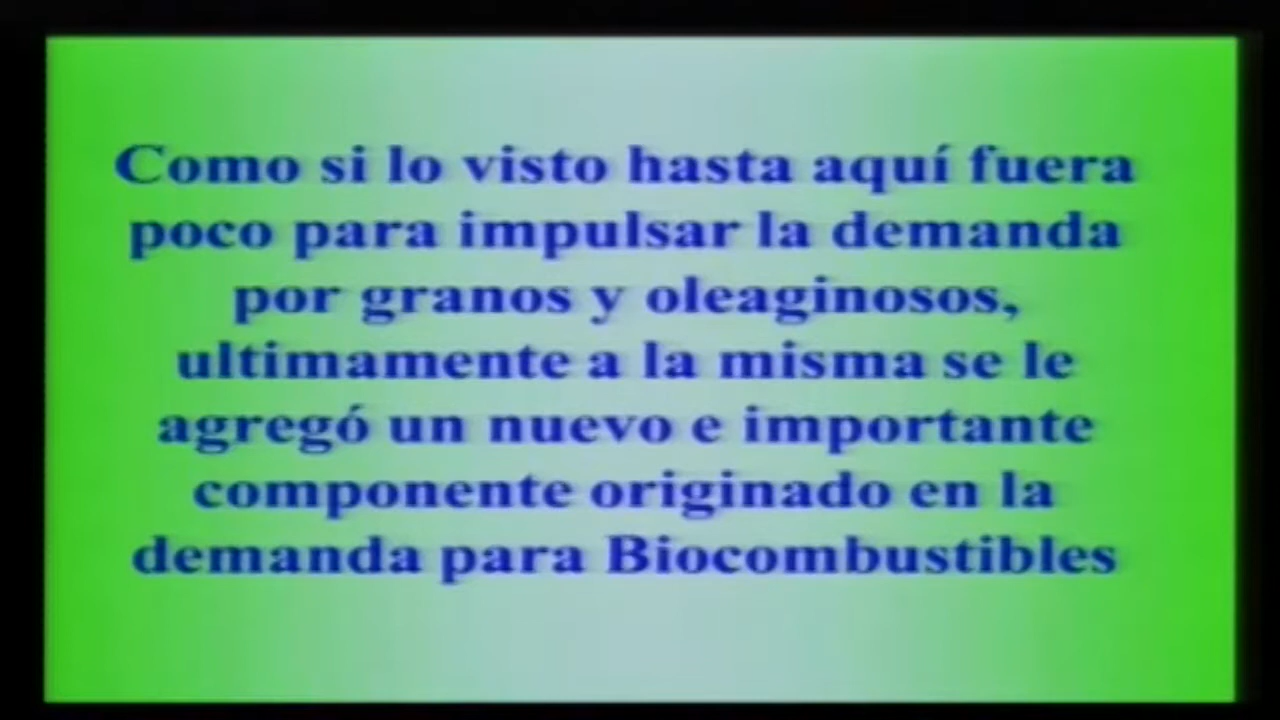 Como si lo visto hasta aquí fuera
poco para impulsar la demanda
por granos y oleaginosos,
ultimamente a la misma se le
agregó un nuevo e importante
componente originado en la
demanda para Biocombustibles